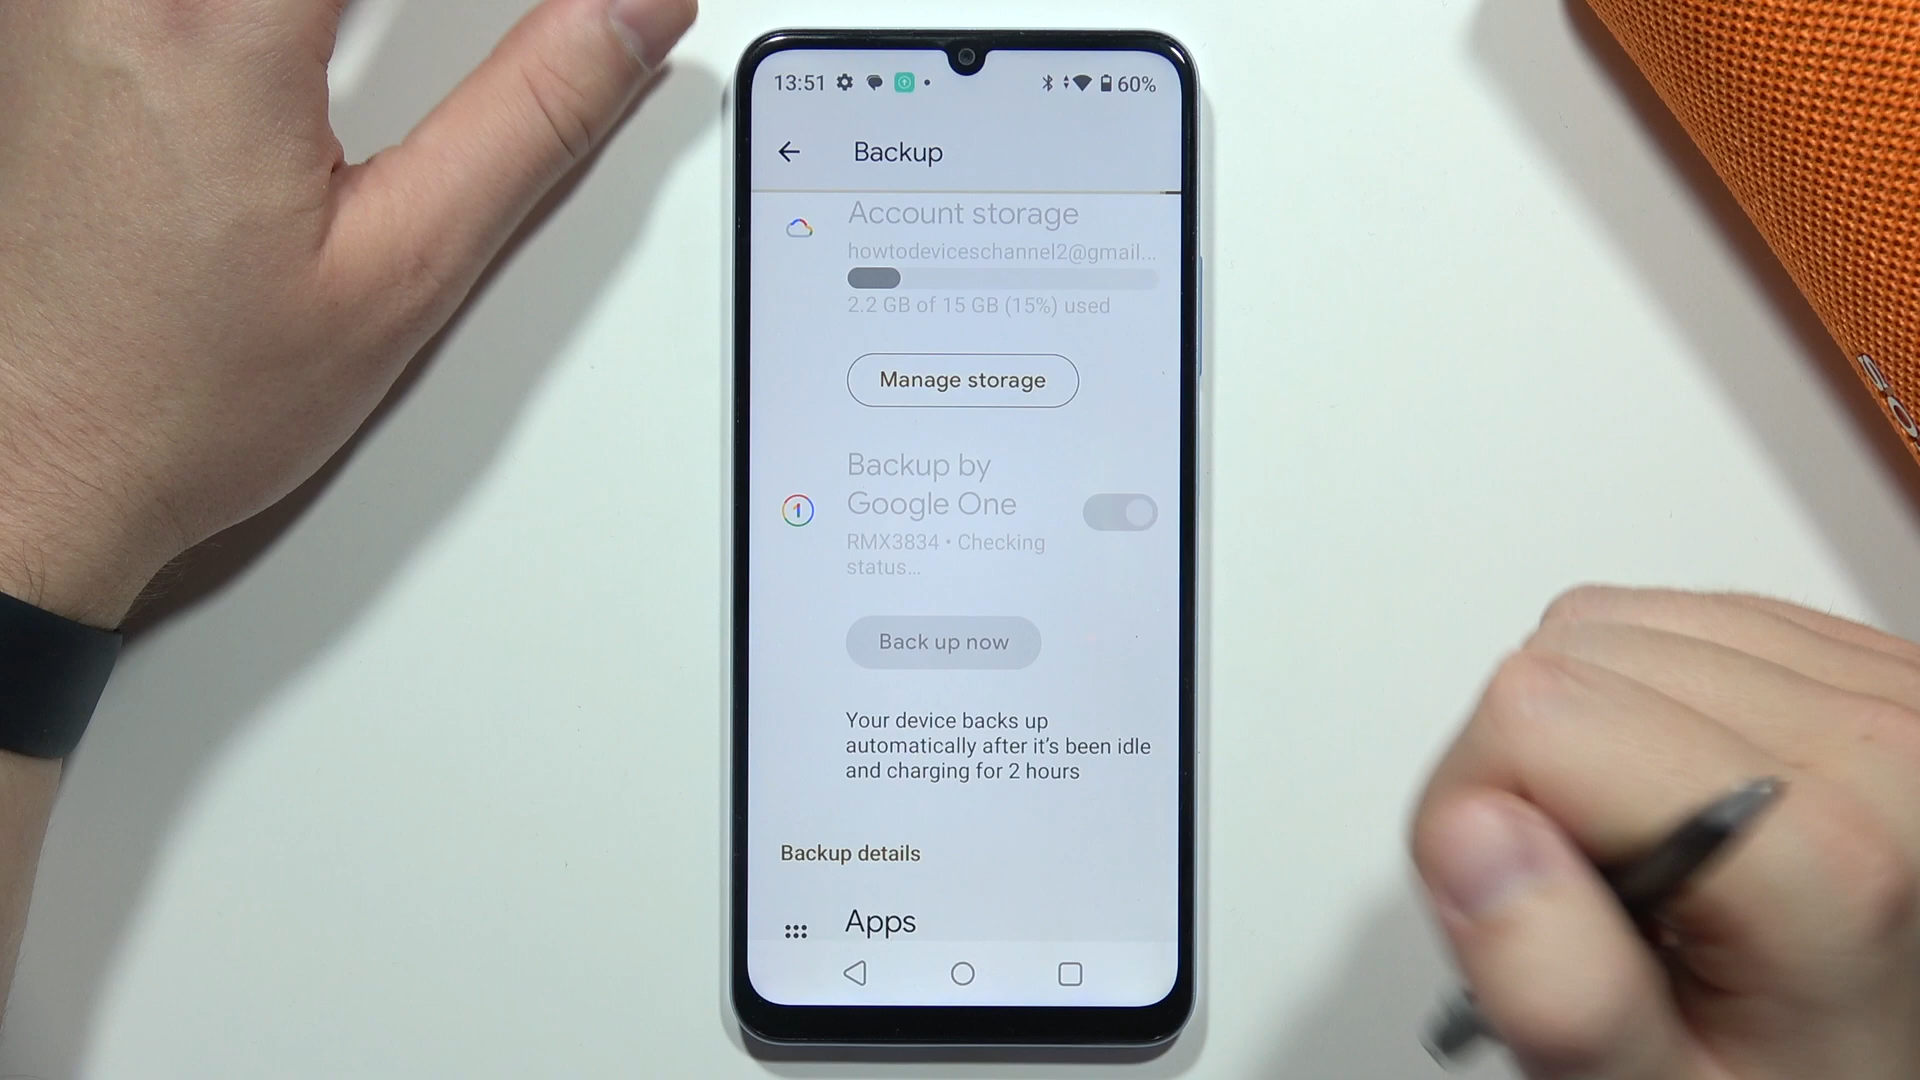 13:51
60%
Backup
Account storage
howtodeviceschannel2@gmail...
2.2 GB of 15 GB (15%) used
Manage storage
Backup by
Google One
RMX3834 • Checking
status...
Back up now
Your device backs up
automatically after it's been idle
and charging for 2 hours
Backup details
Apps